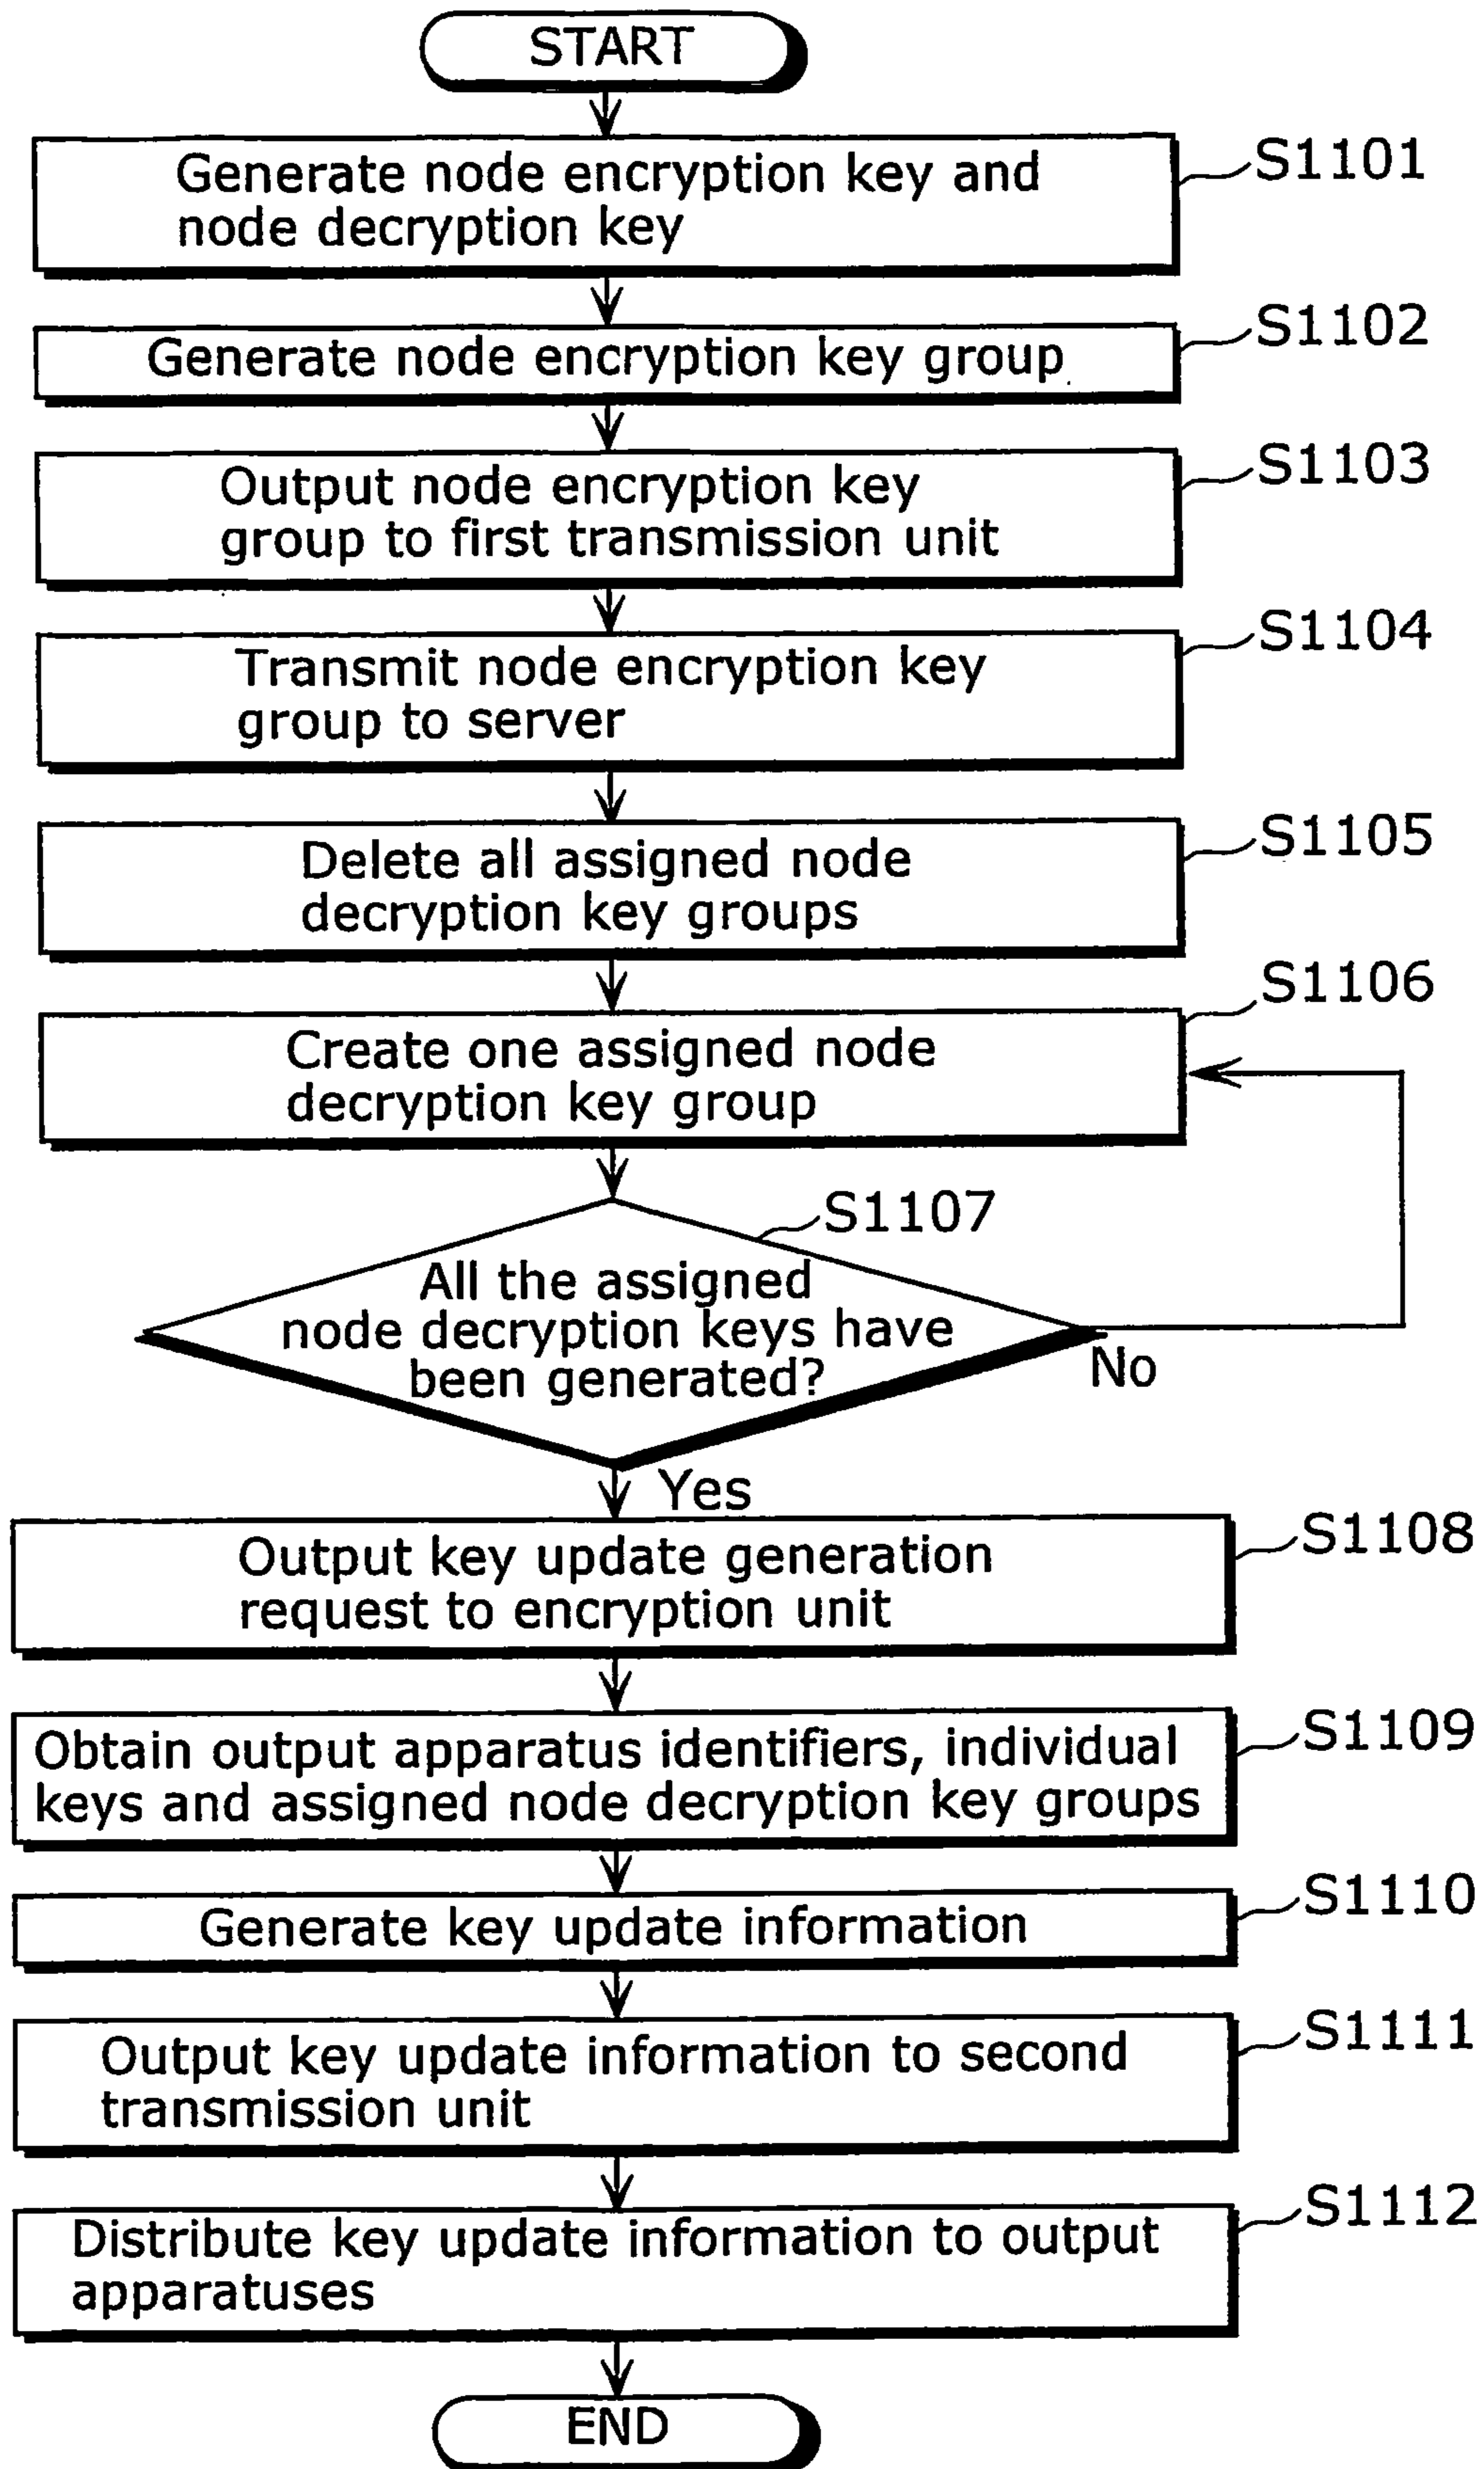 START
Generate node encryption key and
node decryption key
S1101
Generate node encryption key group
S1102
Output node encryption key
group to first transmission unit
S1103
Transmit node encryption key
group to server
S1104
Delete all assigned node
decryption key groups
S1105
Create one assigned node
decryption key group
S1106
S1107
All the assigned
node decryption keys have
been generated?
No
Yes
Output key update generation
request to encryption unit
S1108
Obtain output apparatus identifiers, individual
keys and assigned node decryption key groups
S1109
Generate key update information
S1110
Output key update information to second
transmission unit
S1111
Distribute key update information to output
apparatuses
S1112
END